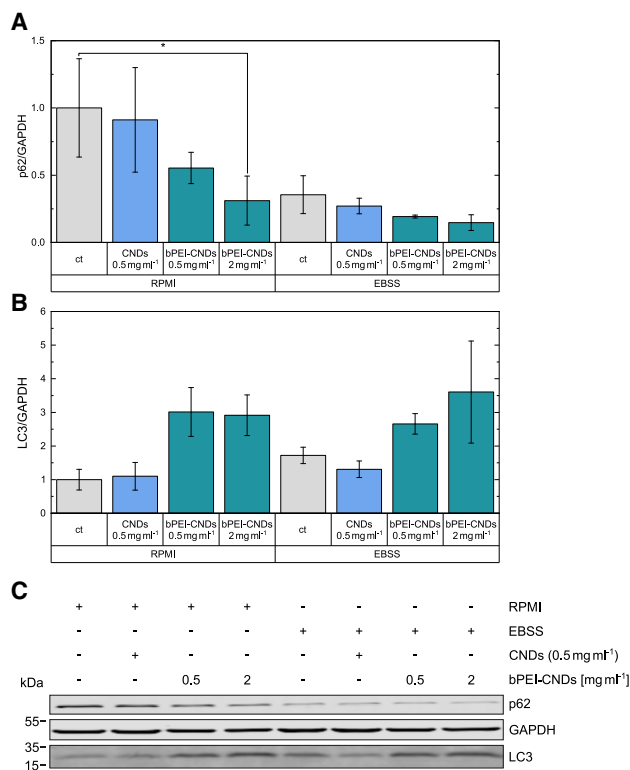 A
1.5
*
1.0
0.5
0.0
p62/GAPDH
ct
CNDs
0.5 mg ml-1
bPEI-CNDs
0.5 mg ml-1
bPEI-CNDs
2 mg ml-1
ct
CNDs
0.5 mg ml-1
bPEI-CNDs
0.5 mg ml-1
bPEI-CNDs
2 mg ml-1
RPMI
EBSS
B
6
5
4
3
2
1
0
LC3/GAPDH
ct
CNDs
0.5 mg ml-1
bPEI-CNDs
0.5 mg ml-1
bPEI-CNDs
2 mg ml-1
ct
CNDs
0.5 mg ml-1
bPEI-CNDs
0.5 mg ml-1
bPEI-CNDs
2 mg ml-1
RPMI
EBSS
C
+ + + + - - - - RPMI
- - - - + + + + EBSS
- + - - - + - - CNDs (0.5 mg ml-1)
kDa - - 0.5 2 - - 0.5 2 bPEI-CNDs [mg ml-1]
p62
55 GAPDH
35
15 LC3